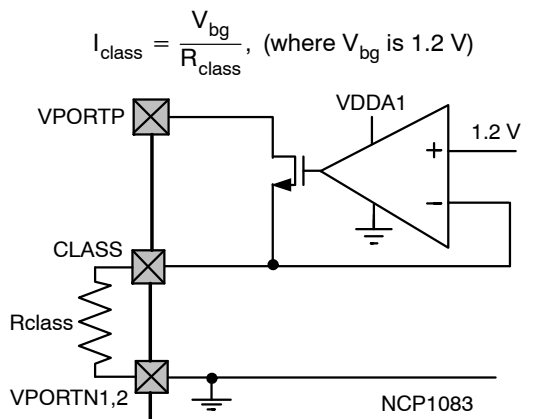 I_class = V_bg / R_class, (where V_bg is 1.2 V)
VPORTP
VDDA1
1.2 V
+
−
CLASS
Rclass
VPORTN1,2
NCP1083